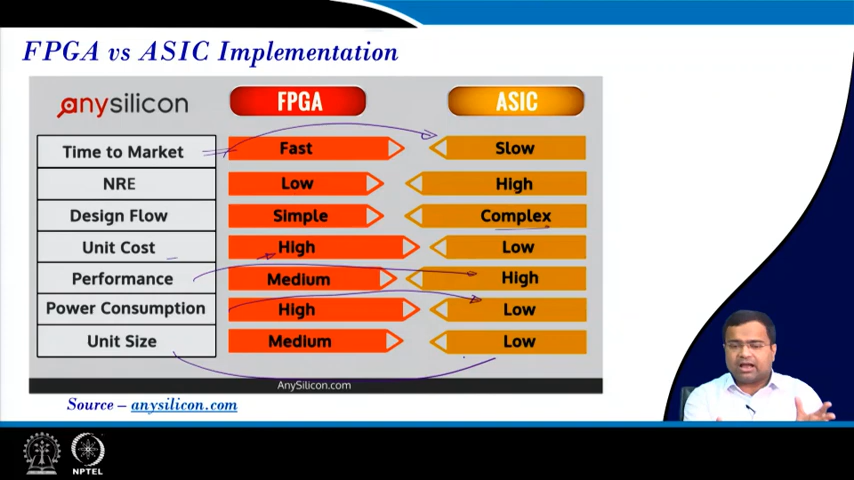 FPGA vs ASIC Implementation
anysilicon FPGA ASIC
Time to Market Fast Slow
NRE Low High
Design Flow Simple Complex
Unit Cost High Low
Performance Medium High
Power Consumption High Low
Unit Size Medium Low
AnySilicon.com
Source – anysilicon.com
NPTEL